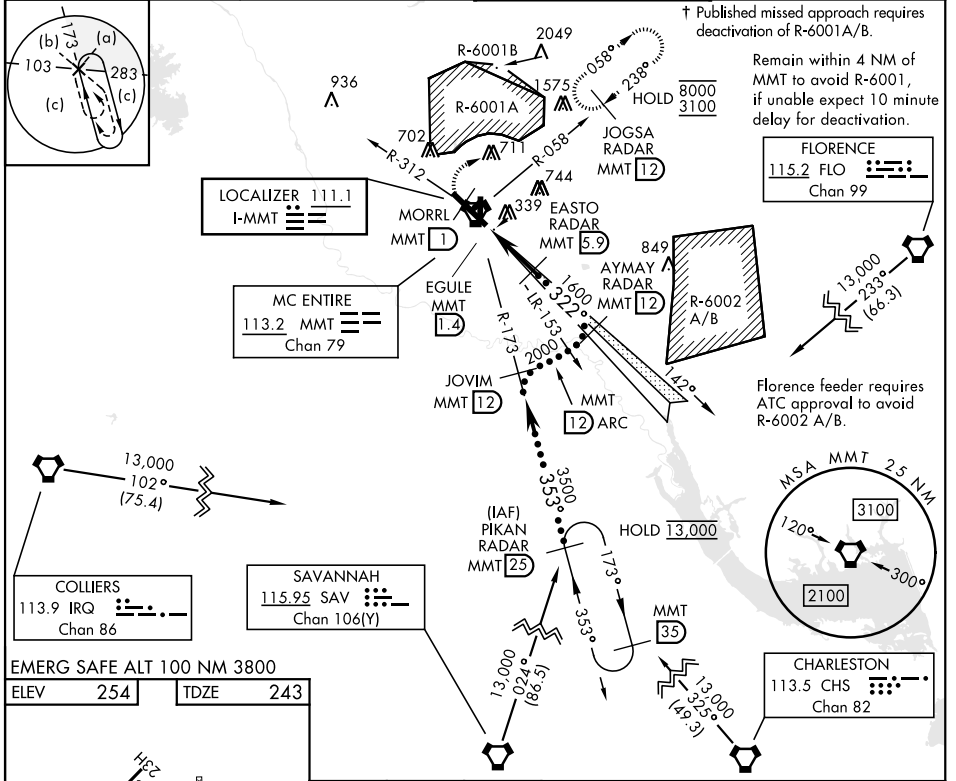 † Published missed approach requires
deactivation of R-6001A/B.
Remain within 4 NM of
MMT to avoid R-6001,
if unable expect 10 minute
delay for deactivation.
(b)
173
(a)
103
283
(c)
(c)
936
R-6001B
2049
R-6001A
1575
058°
238°
HOLD
8000
3100
JOGSA
RADAR
MMT 12
702
711
R-058
R-312
744
339
FLORENCE
115.2 FLO
Chan 99
LOCALIZER 111.1
I-MMT
MORRL
MMT 1
EASTO
RADAR
MMT 5.9
849
AYMAY
RADAR
MMT 12
R-6002
A/B
13,000
233°
(66.3)
MC ENTIRE
113.2 MMT
Chan 79
EGULE
MMT
1.4
1600
322°
LR-153
R-173
2000
142°
JOVIM
MMT 12
MMT
12 ARC
Florence feeder requires
ATC approval to avoid
R-6002 A/B.
13,000
102°
(75.4)
3500
353°
MSA MMT 25 NM
3100
120°
300°
2100
(IAF)
PIKAN
RADAR
MMT 25
HOLD 13,000
173°
353°
MMT
35
COLLIERS
113.9 IRQ
Chan 86
SAVANNAH
115.95 SAV
Chan 106(Y)
13,000
024°
(86.5)
13,000
325°
(49.3)
CHARLESTON
113.5 CHS
Chan 82
EMERG SAFE ALT 100 NM 3800
ELEV 254
TDZE 243
23H